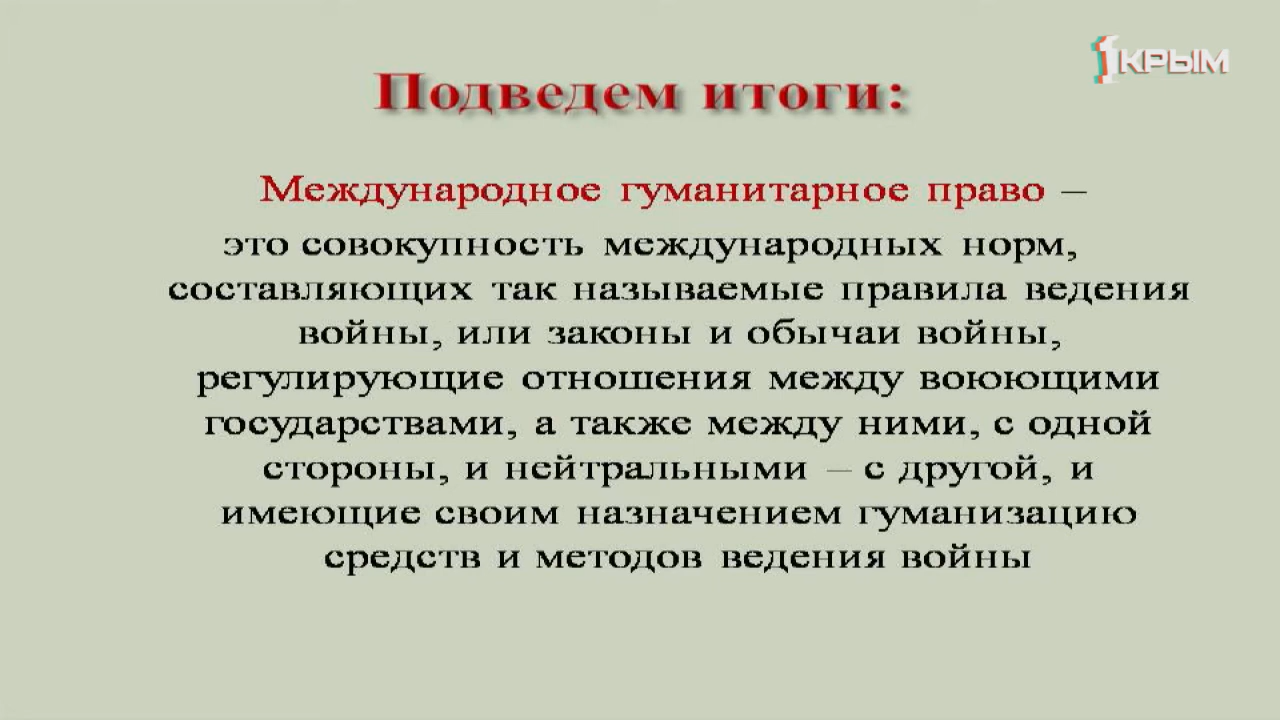 1КРЫМ
Подведем итоги:
Международное гуманитарное право –
это совокупность международных норм,
составляющих так называемые правила ведения
войны, или законы и обычаи войны,
регулирующие отношения между воюющими
государствами, а также между ними, с одной
стороны, и нейтральными – с другой, и
имеющие своим назначением гуманизацию
средств и методов ведения войны